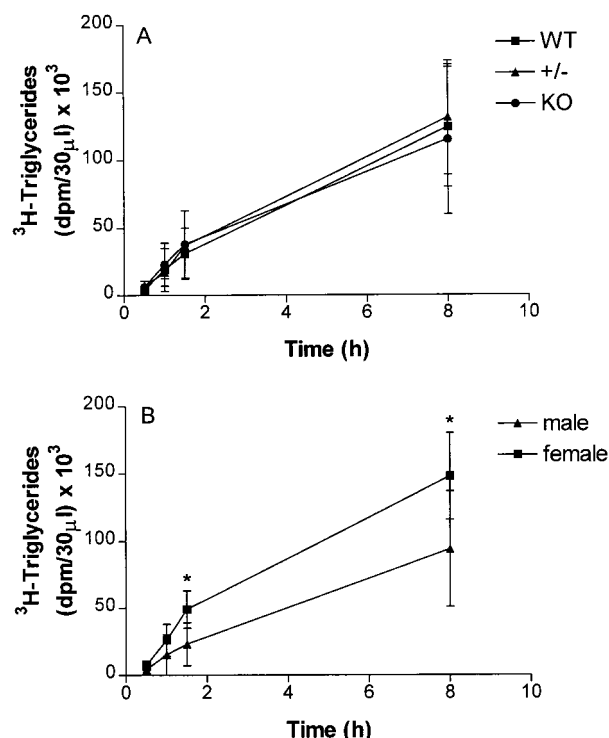 A
WT
+/-
KO
³H-Triglycerides
(dpm/30μl) x 10³
200
150
100
50
0
0 2 4 6 8 10
Time (h)
B
male
female
³H-Triglycerides
(dpm/30μl) x 10³
200
150
100
50
0
* *
0 2 4 6 8 10
Time (h)